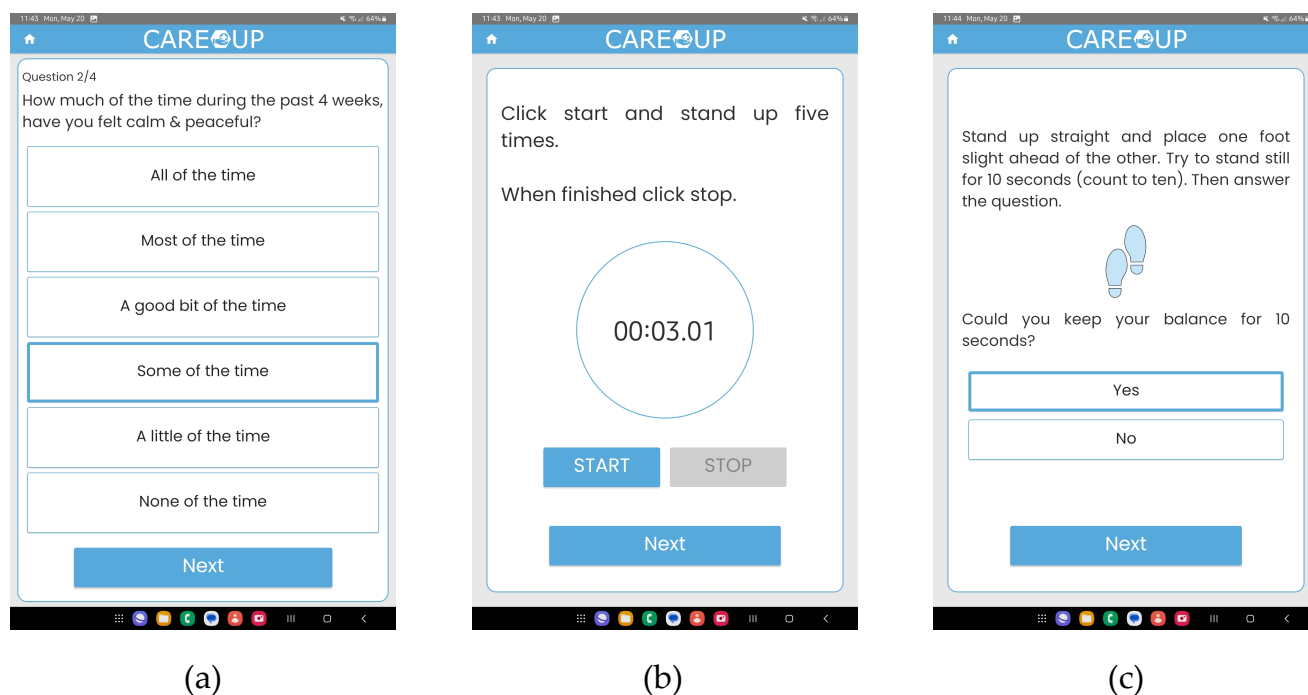 11:43 Mon, May 20
64%
CARE UP
Question 2/4
How much of the time during the past 4 weeks,
have you felt calm & peaceful?
All of the time
Most of the time
A good bit of the time
Some of the time
A little of the time
None of the time
Next
(a)
11:43 Mon, May 20
64%
CARE UP
Click start and stand up five
times.
When finished click stop.
00:03.01
START STOP
Next
(b)
11:44 Mon, May 20
64%
CARE UP
Stand up straight and place one foot
slight ahead of the other. Try to stand still
for 10 seconds (count to ten). Then answer
the question.
Could you keep your balance for 10
seconds?
Yes
No
Next
(c)